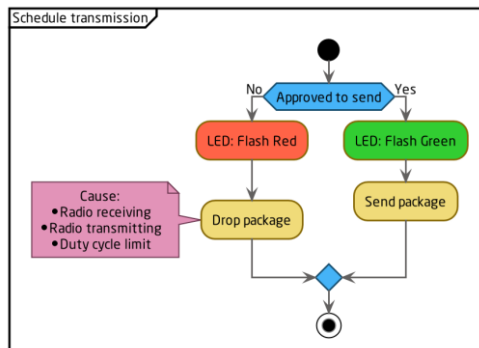 Schedule transmission
No
Yes
Approved to send
LED: Flash Red
LED: Flash Green
Cause:
•Radio receiving
•Radio transmitting
•Duty cycle limit
Drop package
Send package